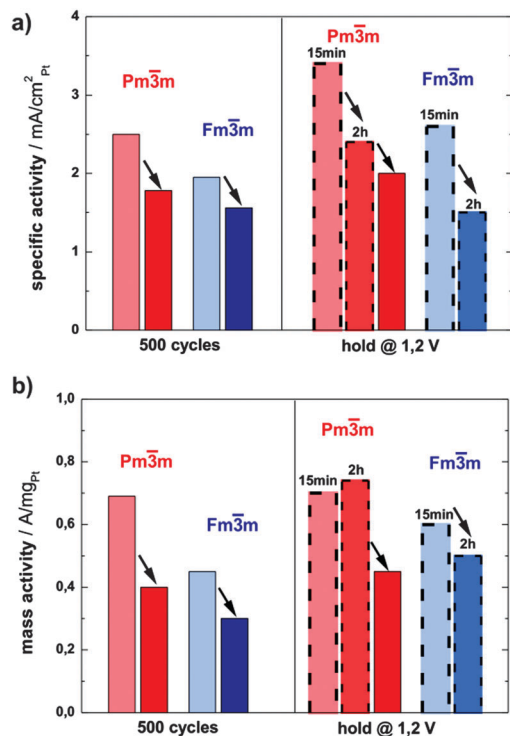 a)
specific activity / mA/cm²Pt
4
3
2
1
0
Pm3̅m
Fm3̅m
Pm3̅m
15min
2h
Fm3̅m
15min
2h
500 cycles
hold @ 1,2 V
b)
mass activity / A/mgPt
1,0
0,8
0,6
0,4
0,2
0,0
Pm3̅m
Fm3̅m
Pm3̅m
15min
2h
Fm3̅m
15min
2h
500 cycles
hold @ 1,2 V